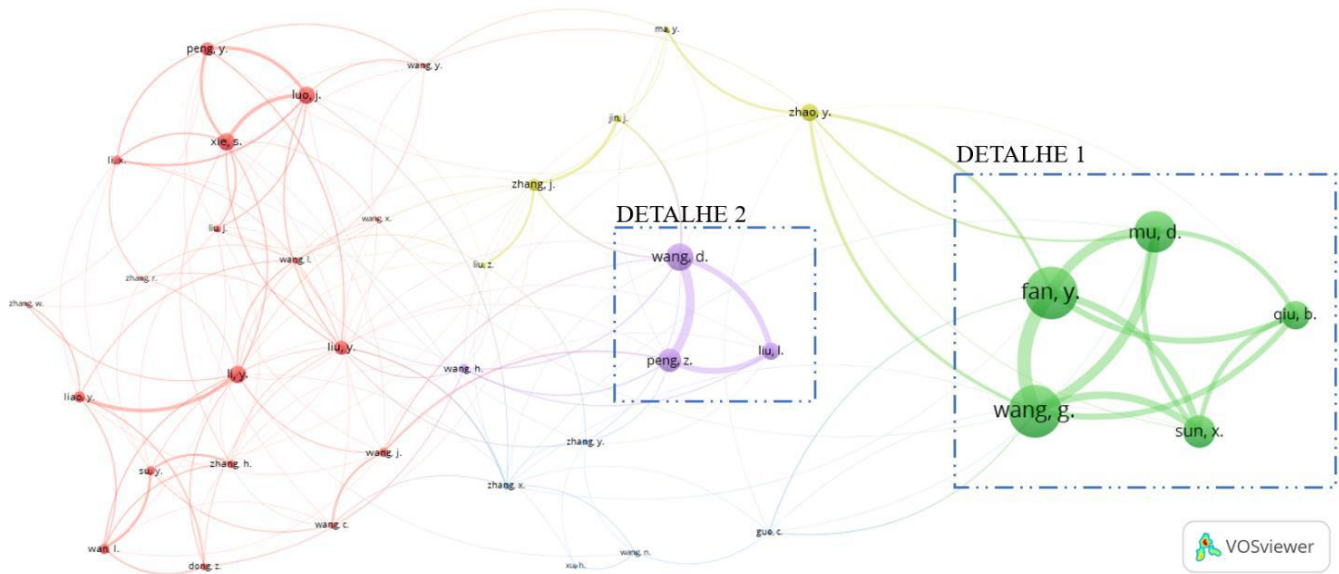 ma, y.
peng, y.
wang, y.
luo, j.
zhao, y.
jin, j.
xie, s.
DETALHE 1
li, x.
zhang, j.
DETALHE 2
wang, x.
liu, j.
mu, d.
wang, d.
wang, l.
liu, z.
zhang, r.
fan, y.
zhang, w.
qiu, b.
liu, y.
liu, l.
peng, z.
wang, h.
li, y.
liao, y.
wang, g.
sun, x.
zhang, y.
wang, j.
zhang, h.
su, y.
zhang, x.
wang, c.
guo, c.
wan, l.
wang, n.
VOSviewer
xu, h.
dong, z.